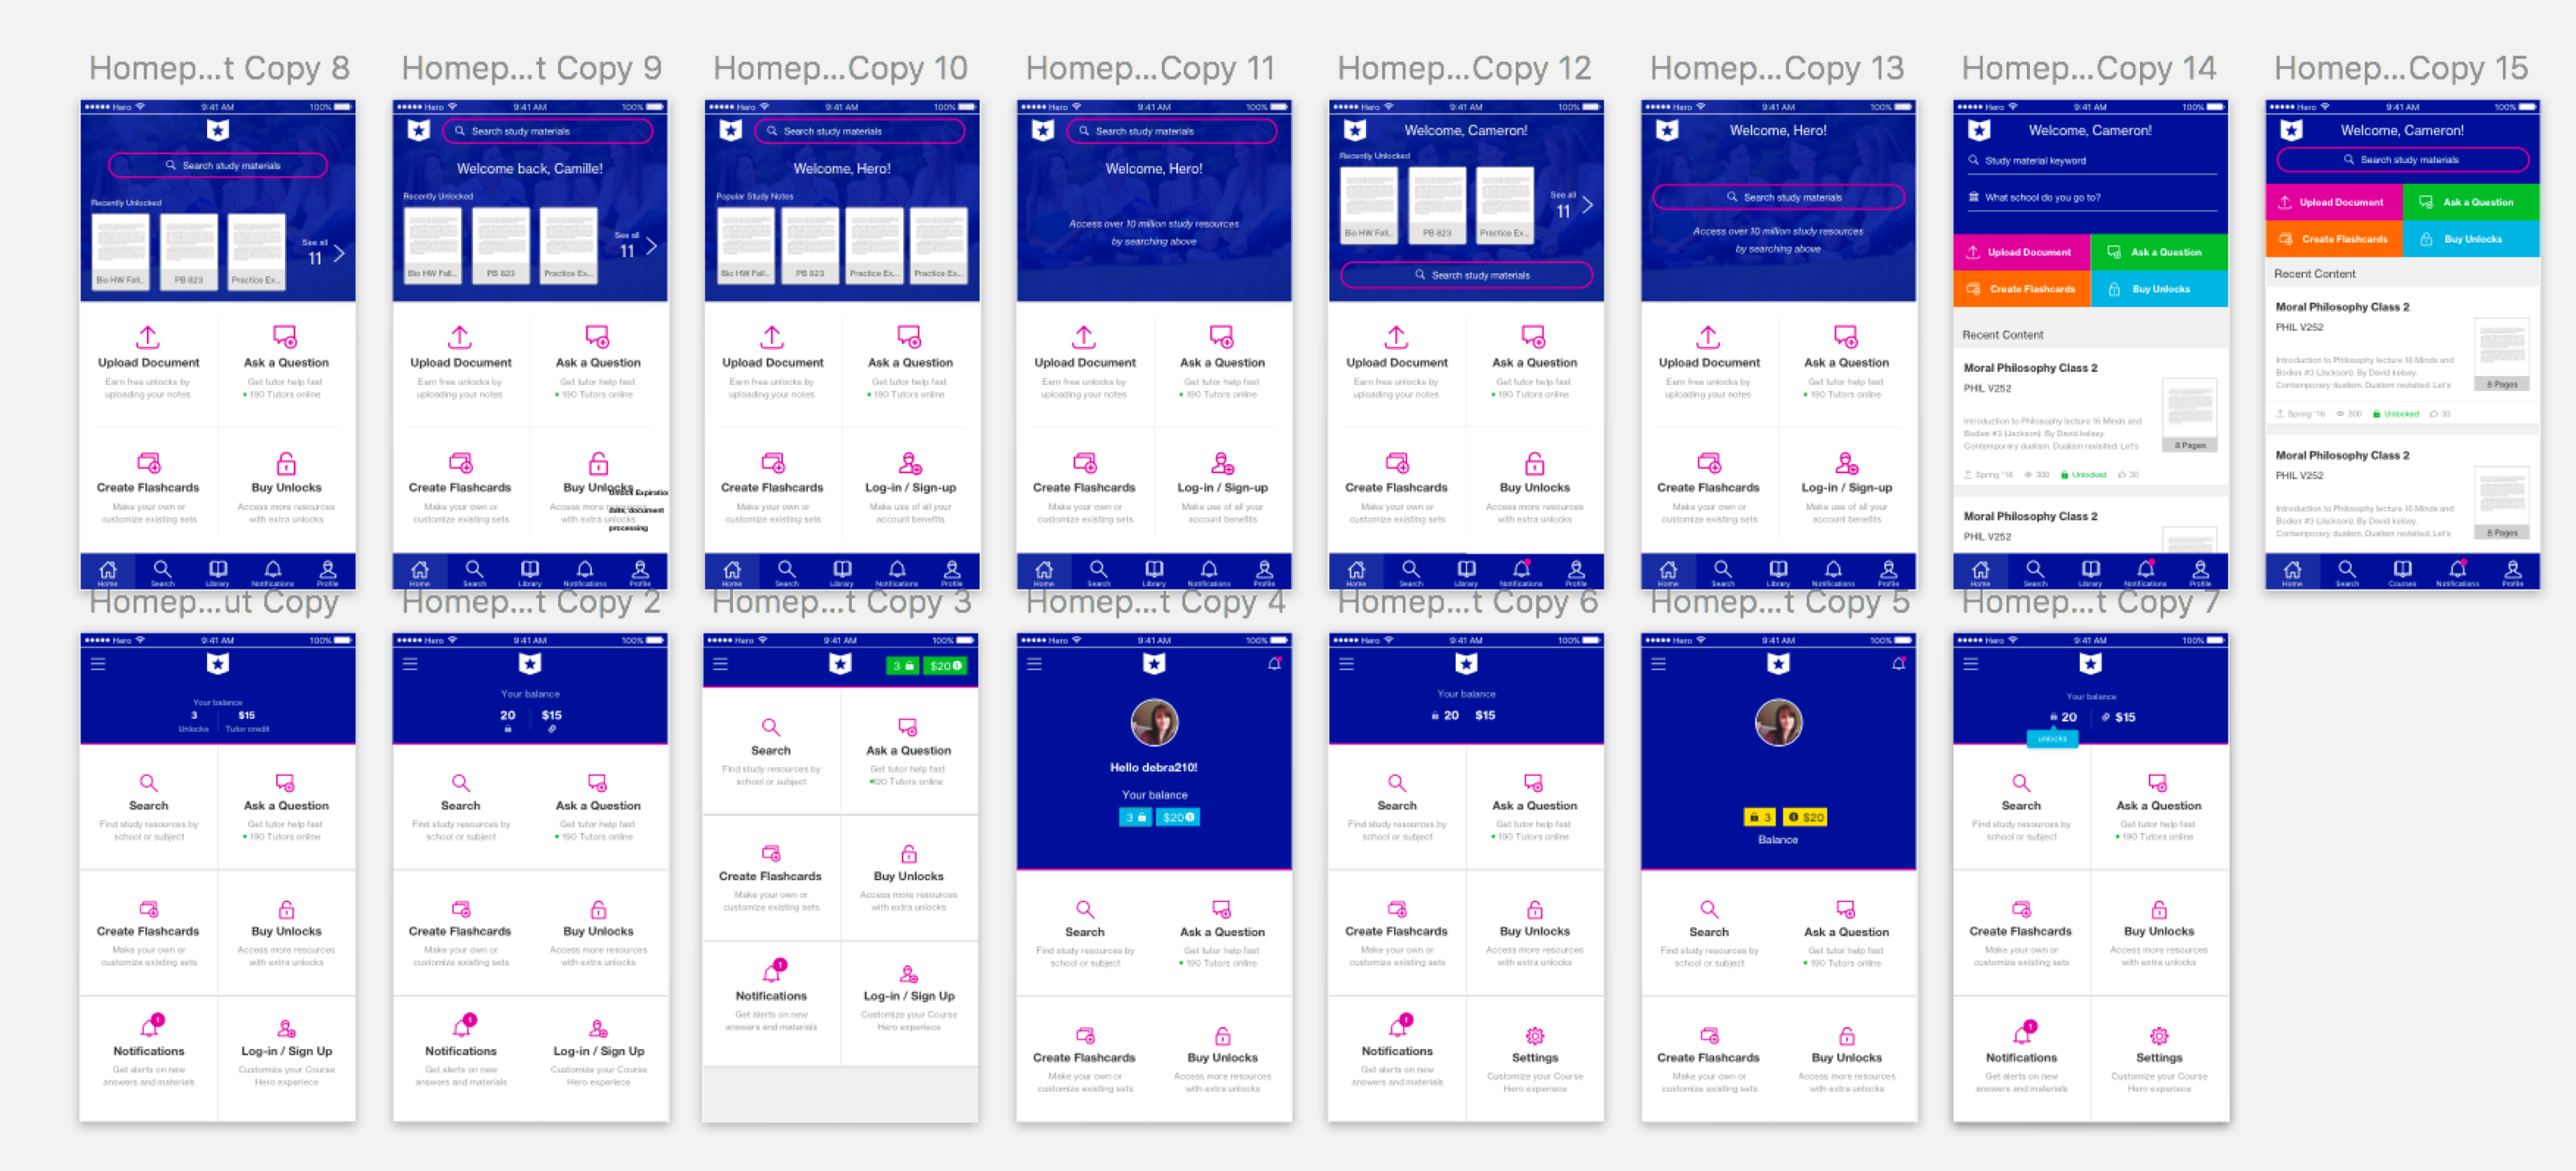 Homep...t Copy 8
Homep...t Copy 9
Homep...Copy 10
Homep...Copy 11
Homep...Copy 12
Homep...Copy 13
Homep...Copy 14
Homep...Copy 15
Hero 9:41 AM 100%
Search study materials
Recently Unlocked
Bio HW Fall... PB 823 Practice Ex...
See all
11
Upload Document
Earn free unlocks by
uploading your notes
Ask a Question
Get tutor help fast
190 Tutors online
Create Flashcards
Make your own or
customize existing sets
Buy Unlocks
Access more resources
with extra unlocks
Home Search Library Notifications Profile
Hero 9:41 AM 100%
Search study materials
Welcome back, Camille!
Recently Unlocked
Bio HW Fall... PB 823 Practice Ex...
See all
11
Upload Document
Earn free unlocks by
uploading your notes
Ask a Question
Get tutor help fast
190 Tutors online
Create Flashcards
Make your own or
customize existing sets
Buy Unlocks
Access more
with extra unlocks
Expiration
date, document
processing
Home Search Library Notifications Profile
Hero 9:41 AM 100%
Search study materials
Welcome, Hero!
Popular Study Notes
Bio HW Fall... PB 823 Practice Ex... Practice Ex...
Upload Document
Earn free unlocks by
uploading your notes
Ask a Question
Get tutor help fast
190 Tutors online
Create Flashcards
Make your own or
customize existing sets
Log-in / Sign-up
Make use of all your
account benefits
Home Search Library Notifications Profile
Hero 9:41 AM 100%
Search study materials
Welcome, Hero!
Access over 10 million study resources
by searching above
Upload Document
Earn free unlocks by
uploading your notes
Ask a Question
Get tutor help fast
190 Tutors online
Create Flashcards
Make your own or
customize existing sets
Log-in / Sign-up
Make use of all your
account benefits
Home Search Library Notifications Profile
Hero 9:41 AM 100%
Welcome, Cameron!
Recently Unlocked
Bio HW Fall... PB 823 Practice Ex...
See all
11
Search study materials
Upload Document
Earn free unlocks by
uploading your notes
Ask a Question
Get tutor help fast
190 Tutors online
Create Flashcards
Make your own or
customize existing sets
Buy Unlocks
Access more resources
with extra unlocks
Home Search Library Notifications Profile
Hero 9:41 AM 100%
Welcome, Hero!
Search study materials
Access over 10 million study resources
by searching above
Upload Document
Earn free unlocks by
uploading your notes
Ask a Question
Get tutor help fast
190 Tutors online
Create Flashcards
Make your own or
customize existing sets
Log-in / Sign-up
Make use of all your
account benefits
Home Search Library Notifications Profile
Hero 9:41 AM 100%
Welcome, Cameron!
Study material keyword
What school do you go to?
Upload Document Ask a Question
Create Flashcards Buy Unlocks
Recent Content
Moral Philosophy Class 2
PHIL V252
Introduction to Philosophy lecture 16 Minds and
Bodies #3 (Jackson). By David kelsey.
Contemporary dualism. Dualism revisited: Let's
8 Pages
Spring '16 300 Unlocked 30
Moral Philosophy Class 2
PHIL V252
Home Search Library Notifications Profile
Hero 9:41 AM 100%
Welcome, Cameron!
Search study materials
Upload Document Ask a Question
Create Flashcards Buy Unlocks
Recent Content
Moral Philosophy Class 2
PHIL V252
Introduction to Philosophy lecture 16 Minds and
Bodies #3 (Jackson). By David kelsey.
Contemporary dualism. Dualism revisited: Let's
8 Pages
Spring '16 300 Unlocked 30
Moral Philosophy Class 2
PHIL V252
Introduction to Philosophy lecture 16 Minds and
Bodies #3 (Jackson). By David kelsey.
Contemporary dualism. Dualism revisited: Let's
8 Pages
Home Search Courses Notifications Profile
Homep...ut Copy
Homep...t Copy 2
Homep...t Copy 3
Homep...t Copy 4
Homep...t Copy 6
Homep...t Copy 5
Homep...t Copy 7
Hero 9:41 AM 100%
Your balance
3 $15
Unlocks Tutor credit
Search
Find study resources by
school or subject
Ask a Question
Get tutor help fast
190 Tutors online
Create Flashcards
Make your own or
customize existing sets
Buy Unlocks
Access more resources
with extra unlocks
1
Notifications
Get alerts on new
answers and materials
Log-in / Sign Up
Customize your Course
Hero experiece
Hero 9:41 AM 100%
Your balance
20 $15
Search
Find study resources by
school or subject
Ask a Question
Get tutor help fast
190 Tutors online
Create Flashcards
Make your own or
customize existing sets
Buy Unlocks
Access more resources
with extra unlocks
1
Notifications
Get alerts on new
answers and materials
Log-in / Sign Up
Customize your Course
Hero experiece
Hero 9:41 AM 100%
3 $20
Search
Find study resources by
school or subject
Ask a Question
Get tutor help fast
190 Tutors online
Create Flashcards
Make your own or
customize existing sets
Buy Unlocks
Access more resources
with extra unlocks
1
Notifications
Get alerts on new
answers and materials
Log-in / Sign Up
Customize your Course
Hero experiece
Hero 9:41 AM 100%
Hello debra210!
Your balance
3 $20
Search
Find study resources by
school or subject
Ask a Question
Get tutor help fast
190 Tutors online
Create Flashcards
Make your own or
customize existing sets
Buy Unlocks
Access more resources
with extra unlocks
Hero 9:41 AM 100%
Your balance
20 $15
Search
Find study resources by
school or subject
Ask a Question
Get tutor help fast
190 Tutors online
Create Flashcards
Make your own or
customize existing sets
Buy Unlocks
Access more resources
with extra unlocks
1
Notifications
Get alerts on new
answers and materials
Settings
Customize your Course
Hero experiece
Hero 9:41 AM 100%
3 $20
Balance
Search
Find study resources by
school or subject
Ask a Question
Get tutor help fast
190 Tutors online
Create Flashcards
Make your own or
customize existing sets
Buy Unlocks
Access more resources
with extra unlocks
Hero 9:41 AM 100%
Your balance
20 $15
unlocks
Search
Find study resources by
school or subject
Ask a Question
Get tutor help fast
190 Tutors online
Create Flashcards
Make your own or
customize existing sets
Buy Unlocks
Access more resources
with extra unlocks
1
Notifications
Get alerts on new
answers and materials
Settings
Customize your Course
Hero experiece